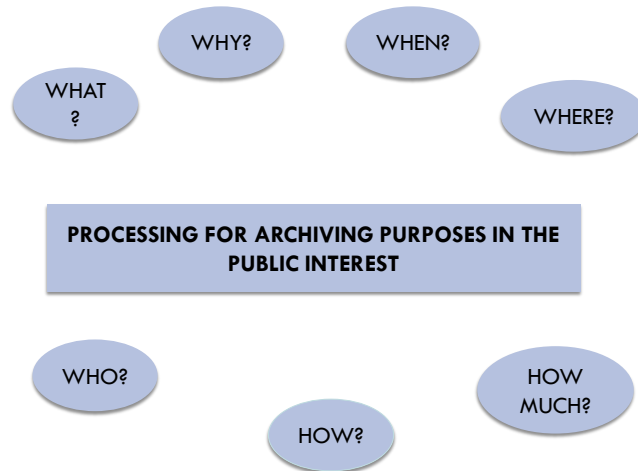 WHY?
WHEN?
WHAT
?
WHERE?
PROCESSING FOR ARCHIVING PURPOSES IN THE
PUBLIC INTEREST
WHO?
HOW
MUCH?
HOW?